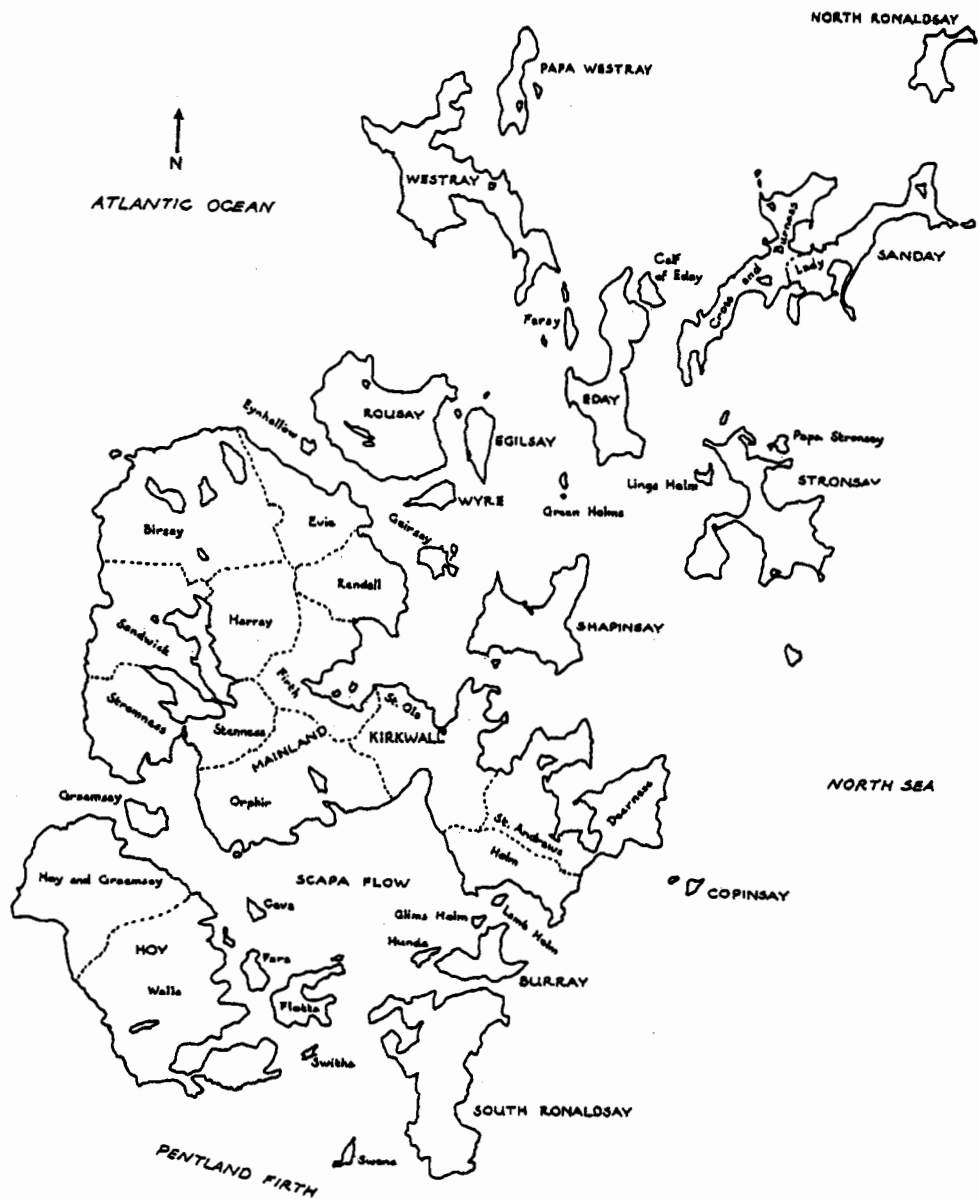 NORTH RONALDSAY
PAPA WESTRAY
N
ATLANTIC OCEAN
WESTRAY
Burness
Cross and
Lady
SANDAY
Calf
of Eday
Faray
EDAY
ROUSAY
Eynhallow
EGILSAY
WYRE
Papa Stronsay
STRONSAY
Linga Holm
Green Holms
Birsay
Evie
Gairsay
Rendall
Harray
SHAPINSAY
Sandwick
Firth
Stromness
Stenness
St. Ola
KIRKWALL
MAINLAND
Orphir
NORTH SEA
Graemsay
Deerness
St. Andrews
Holm
Hoy and Graemsay
SCAPA FLOW
COPINSAY
Cava
Glims Holm
Lamb Holm
Hunda
HOY
Fara
BURRAY
Walls
Flotta
Switha
SOUTH RONALDSAY
Swona
PENTLAND FIRTH